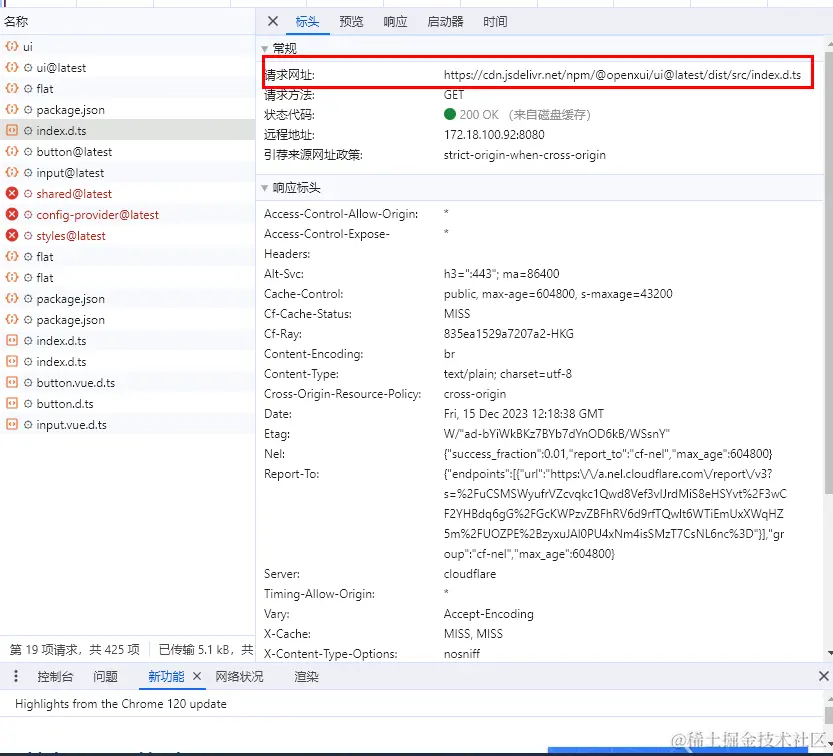 名称
ui
ui@latest
flat
package.json
index.d.ts
button@latest
input@latest
shared@latest
config-provider@latest
styles@latest
flat
flat
package.json
package.json
index.d.ts
index.d.ts
button.vue.d.ts
button.d.ts
input.vue.d.ts
第 19 项请求，共 425 项 已传输 5.1 kB，共
标头 预览 响应 启动器 时间
常规
请求网址: https://cdn.jsdelivr.net/npm/@openxui/ui@latest/dist/src/index.d.ts
请求方法: GET
状态代码: 200 OK （来自磁盘缓存）
远程地址: 172.18.100.92:8080
引荐来源网址政策: strict-origin-when-cross-origin
响应标头
Access-Control-Allow-Origin: *
Access-Control-Expose- *
Headers:
Alt-Svc: h3=":443"; ma=86400
Cache-Control: public, max-age=604800, s-maxage=43200
Cf-Cache-Status: MISS
Cf-Ray: 835ea1529a7207a2-HKG
Content-Encoding: br
Content-Type: text/plain; charset=utf-8
Cross-Origin-Resource-Policy: cross-origin
Date: Fri, 15 Dec 2023 12:18:38 GMT
Etag: W/"ad-bYiWkBKz7BYb7dYnOD6kB/WSsnY"
Nel: {"success_fraction":0.01,"report_to":"cf-nel","max_age":604800}
Report-To: {"endpoints":[{"url":"https:\/\/a.nel.cloudflare.com\/report\/v3?
s=%2FuCSMSWyufrVZcvqkc1Qwd8Vef3vlJrdMiS8eHSYvt%2F3wC
F2YHBdq6gG%2FGcKWPzvZBFhRV6d9rfTQwlt6WTiEmUxXWqHZ
5m%2FUOZPE%2BzyxuJAl0PU4xNm4isSMzT7CsNL6nc%3D"}],"gr
oup":"cf-nel","max_age":604800}
Server: cloudflare
Timing-Allow-Origin: *
Vary: Accept-Encoding
X-Cache: MISS, MISS
X-Content-Type-Options: nosniff
控制台 问题 新功能 网络状况 渲染
Highlights from the Chrome 120 update
@稀土掘金技术社区